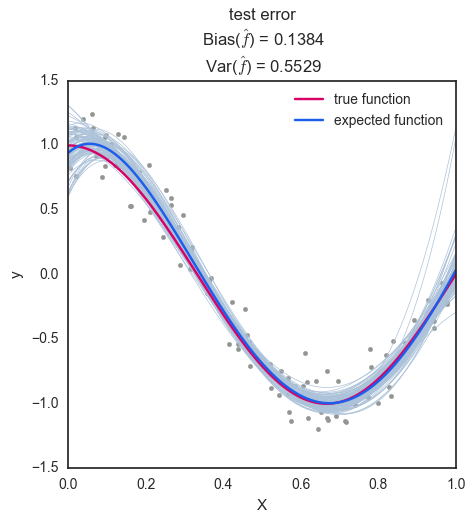 test error
Bias(f̂) = 0.1384
Var(f̂) = 0.5529
true function
expected function
1.5
1.0
0.5
0.0
−0.5
−1.0
−1.5
y
0.0 0.2 0.4 0.6 0.8 1.0
X